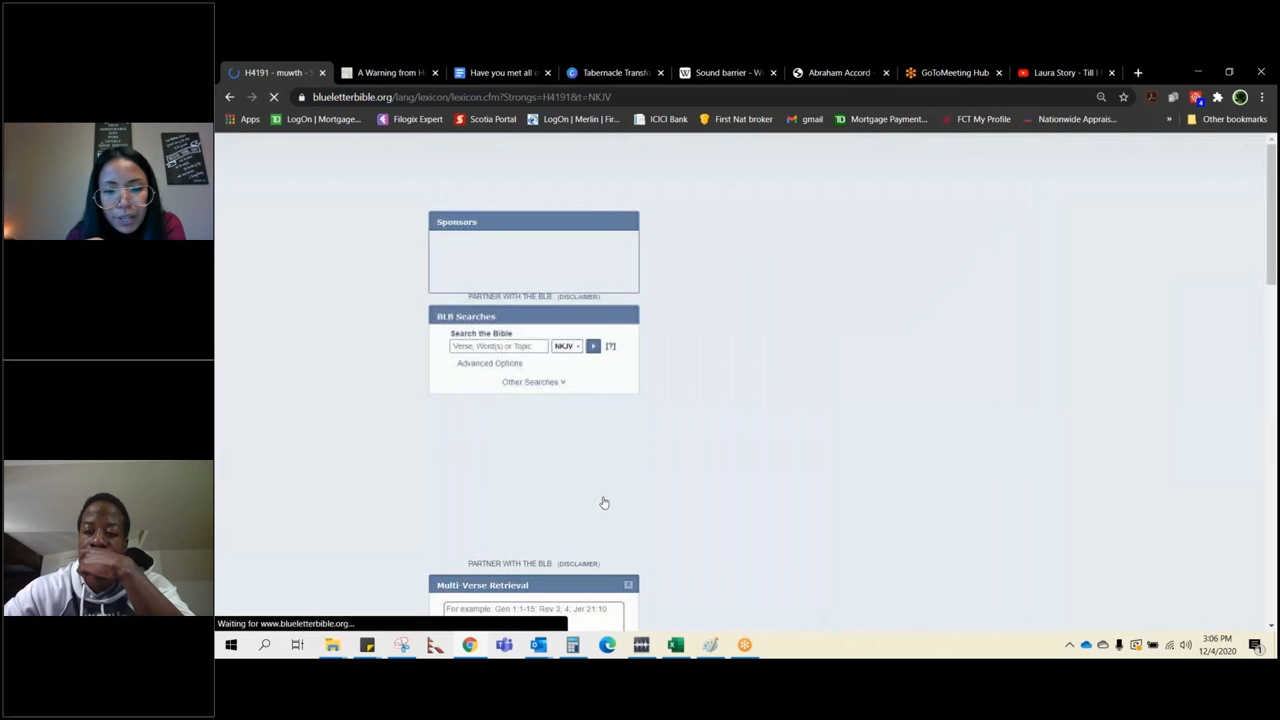 H4191 - muwth - S
A Warning from H
Have you met all o
Tabernacle Transfo
Sound barrier - Wi
Abraham Accord -
GoToMeeting Hub
Laura Story - Till I
blueletterbible.org/lang/lexicon/lexicon.cfm?Strongs=H4191&t=NKJV
4
Apps
LogOn | Mortgage...
Filogix Expert
Scotia Portal
LogOn | Merlin | Fir...
ICICI Bank
First Nat broker
gmail
Mortgage Payment...
FCT My Profile
Nationwide Apprais...
»
Other bookmarks
Sponsors
PARTNER WITH THE BLB (DISCLAIMER)
BLB Searches
Search the Bible
Verse, Word(s) or Topic
NKJV
[?]
Advanced Options
Other Searches
PARTNER WITH THE BLB (DISCLAIMER)
Multi-Verse Retrieval
For example: Gen 1:1-15; Rev 3; 4; Jer 21:10
Waiting for www.blueletterbible.org...
3:06 PM
12/4/2020